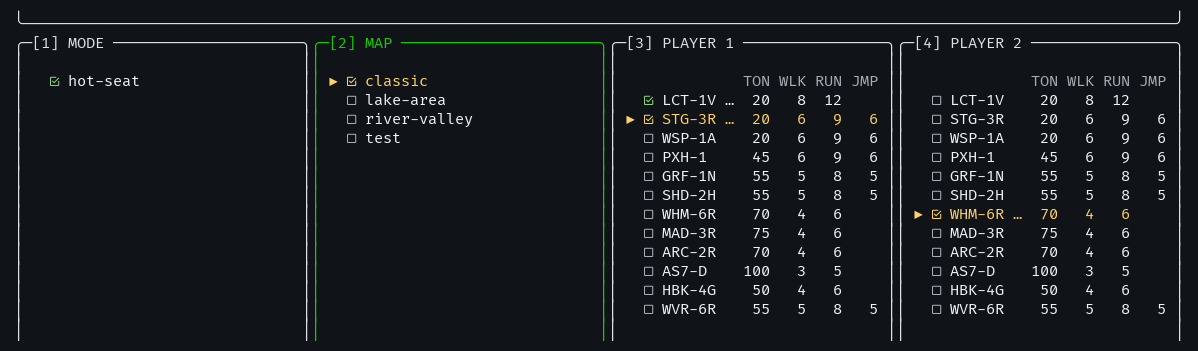 [1] MODE
hot-seat
[2] MAP
classic
lake-area
river-valley
test
[3] PLAYER 1
TON WLK RUN JMP
LCT-1V … 20 8 12
STG-3R … 20 6 9 6
WSP-1A 20 6 9 6
PXH-1 45 6 9 6
GRF-1N 55 5 8 5
SHD-2H 55 5 8 5
WHM-6R 70 4 6
MAD-3R 75 4 6
ARC-2R 70 4 6
AS7-D 100 3 5
HBK-4G 50 4 6
WVR-6R 55 5 8 5
[4] PLAYER 2
TON WLK RUN JMP
LCT-1V 20 8 12
STG-3R 20 6 9 6
WSP-1A 20 6 9 6
PXH-1 45 6 9 6
GRF-1N 55 5 8 5
SHD-2H 55 5 8 5
WHM-6R … 70 4 6
MAD-3R 75 4 6
ARC-2R 70 4 6
AS7-D 100 3 5
HBK-4G 50 4 6
WVR-6R 55 5 8 5